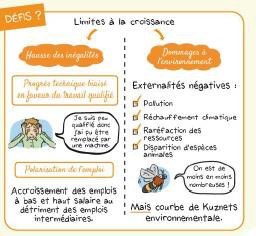 DÉFIS ?
Limites à la croissance
Hausse des inégalités
Progrès technique biaisé
en faveur du travail qualifié
Je suis peu
qualifié donc
j'ai pu être
remplacé par
une machine.
Polarisation de l'emploi
Accroissement des emplois
à bas et haut salaire au
détriment des emplois
intermédiaires.
Dommages à
l'environnement
Externalités négatives :
Pollution
Réchauffement climatique
Raréfaction des
ressources
Disparition d'espèces
animales
On est de
moins en moins
nombreuses !
Mais courbe de Kuznets
environnementale.